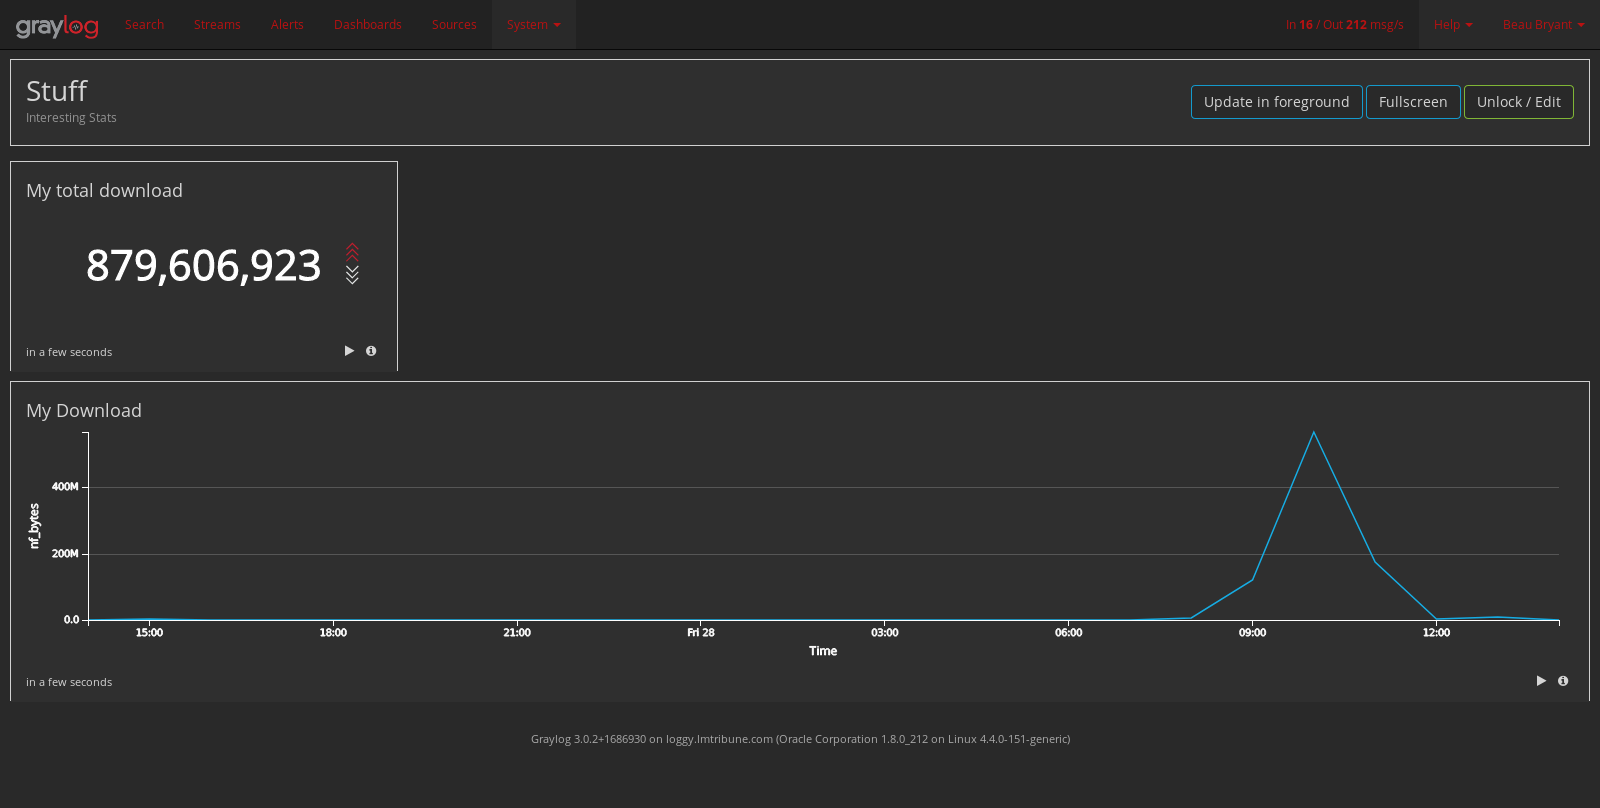 graylog Search Streams Alerts Dashboards Sources System In 16 / Out 212 msg/s Help Beau Bryant
Stuff
Interesting Stats
Update in foreground Fullscreen Unlock / Edit
My total download
879,606,923
in a few seconds
My Download
400M
200M
0.0
nf_bytes
15:00 18:00 21:00 Fri 28 03:00 06:00 09:00 12:00
Time
in a few seconds
Graylog 3.0.2+1686930 on loggy.lmtribune.com (Oracle Corporation 1.8.0_212 on Linux 4.4.0-151-generic)